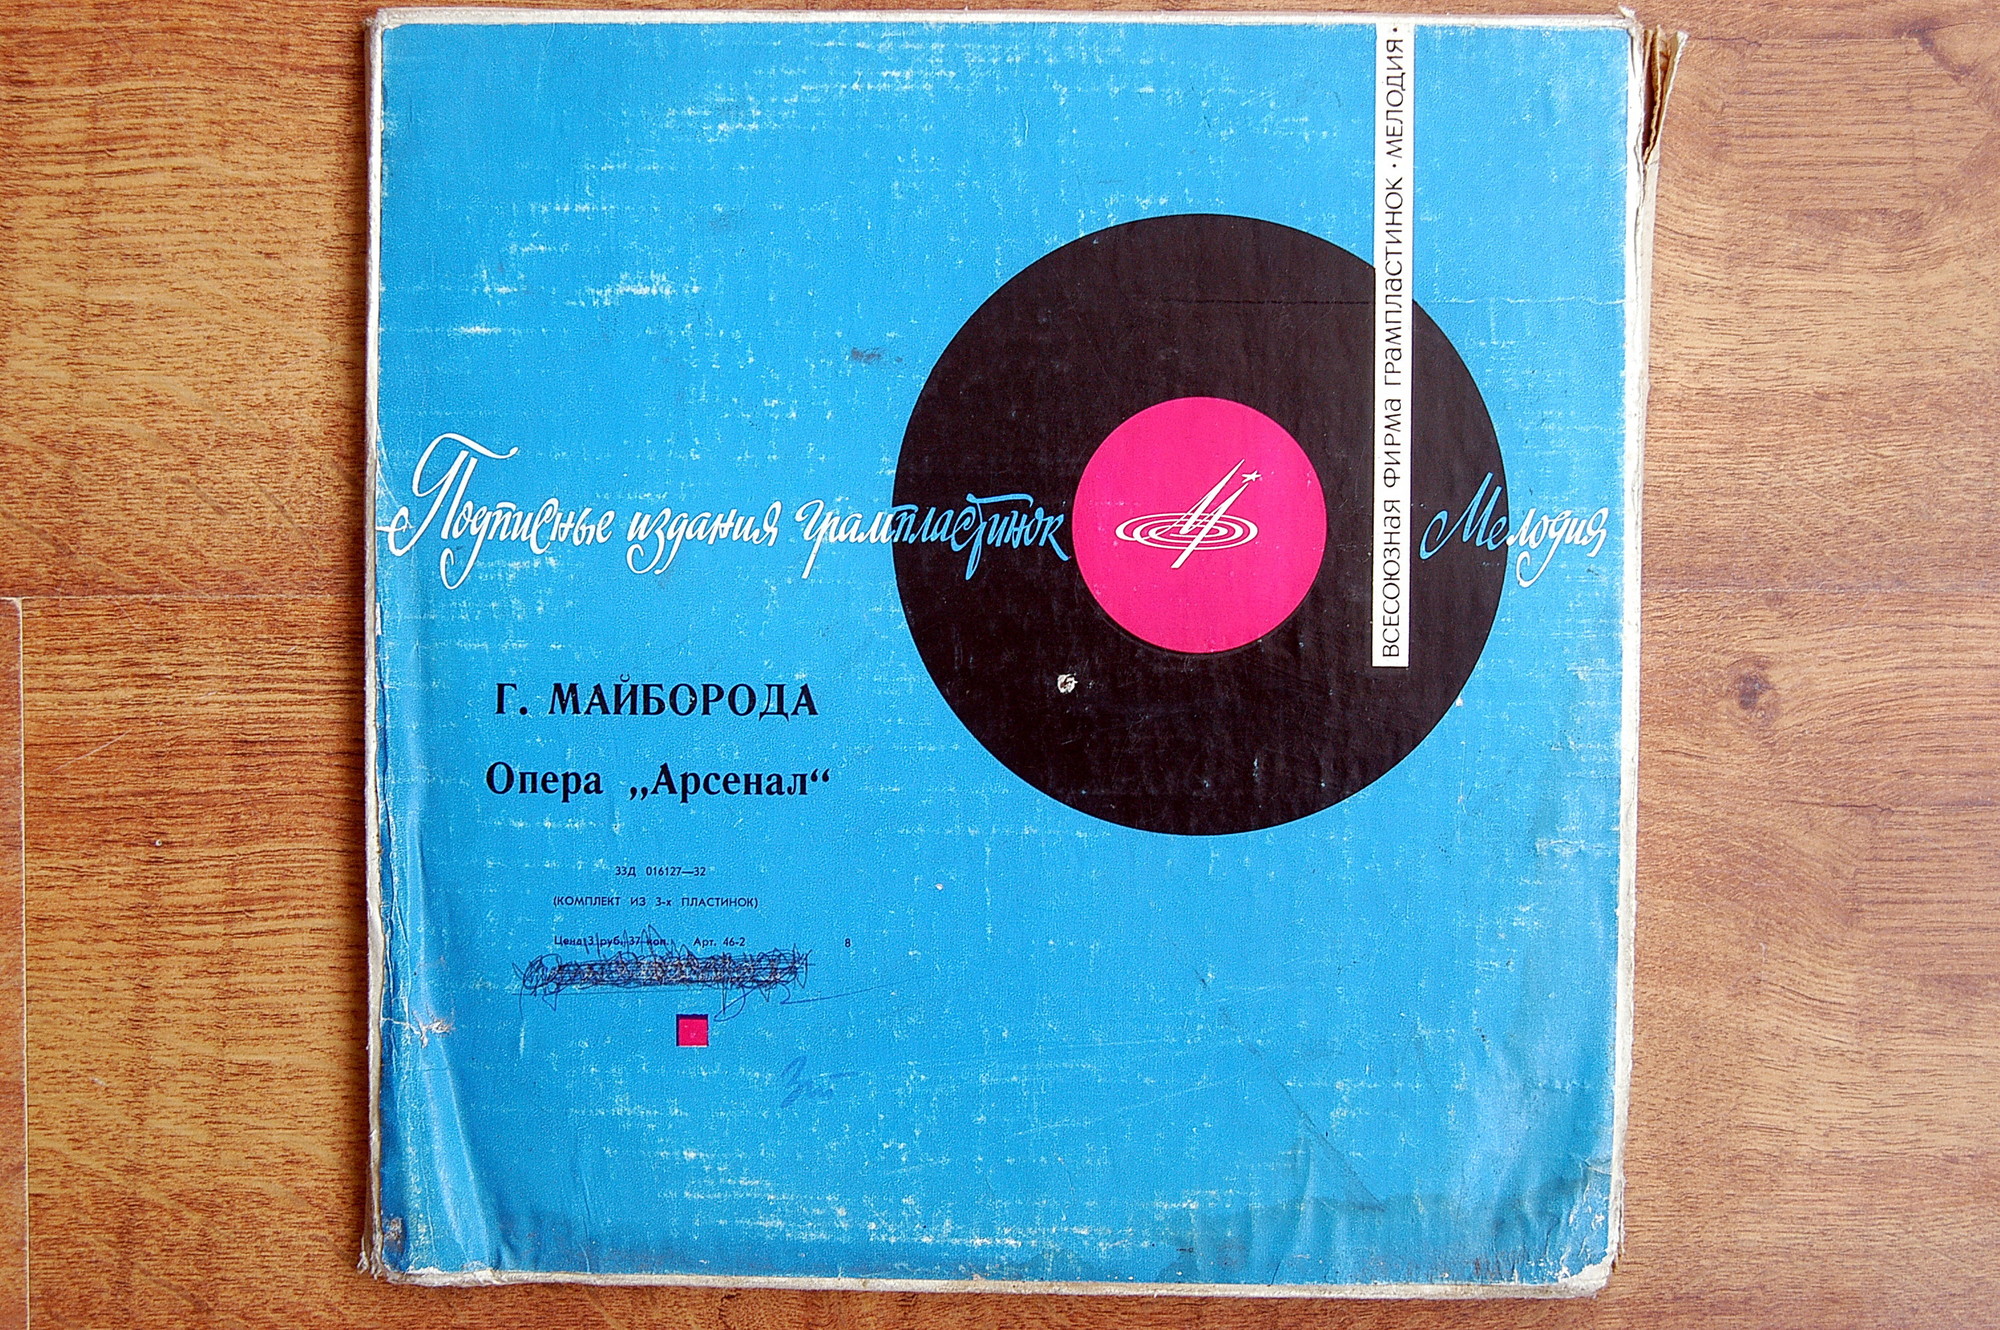 ВСЕСОЮЗНАЯ ФИРМА ГРАМПЛАСТИНОК · МЕЛОДИЯ ·
Подписные издания грампластинок Мелодия
Г. МАЙБОРОДА
Опера „Арсенал“
33Д 016127—32
(КОМПЛЕКТ ИЗ 3-х ПЛАСТИНОК)
Цена 3 руб. 37 коп. Арт. 46-2 8